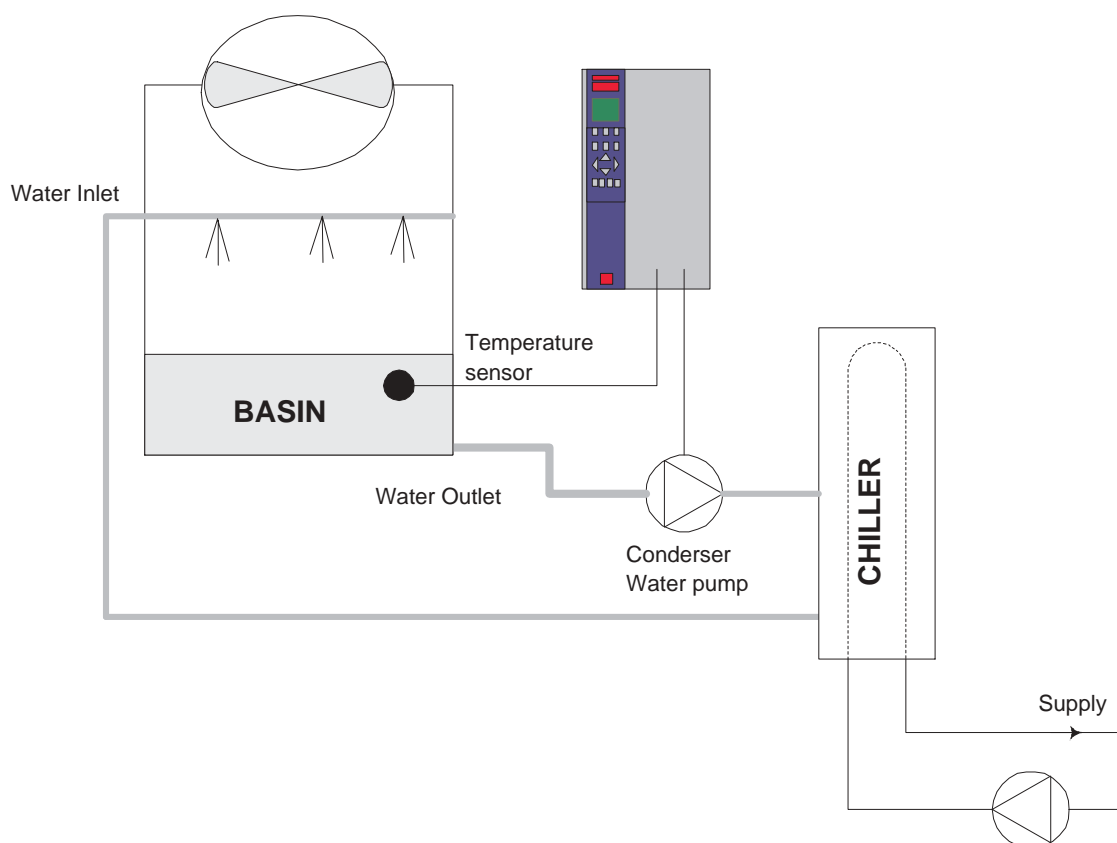 Water Inlet
Temperature
sensor
BASIN
Water Outlet
Conderser
Water pump
CHILLER
Supply